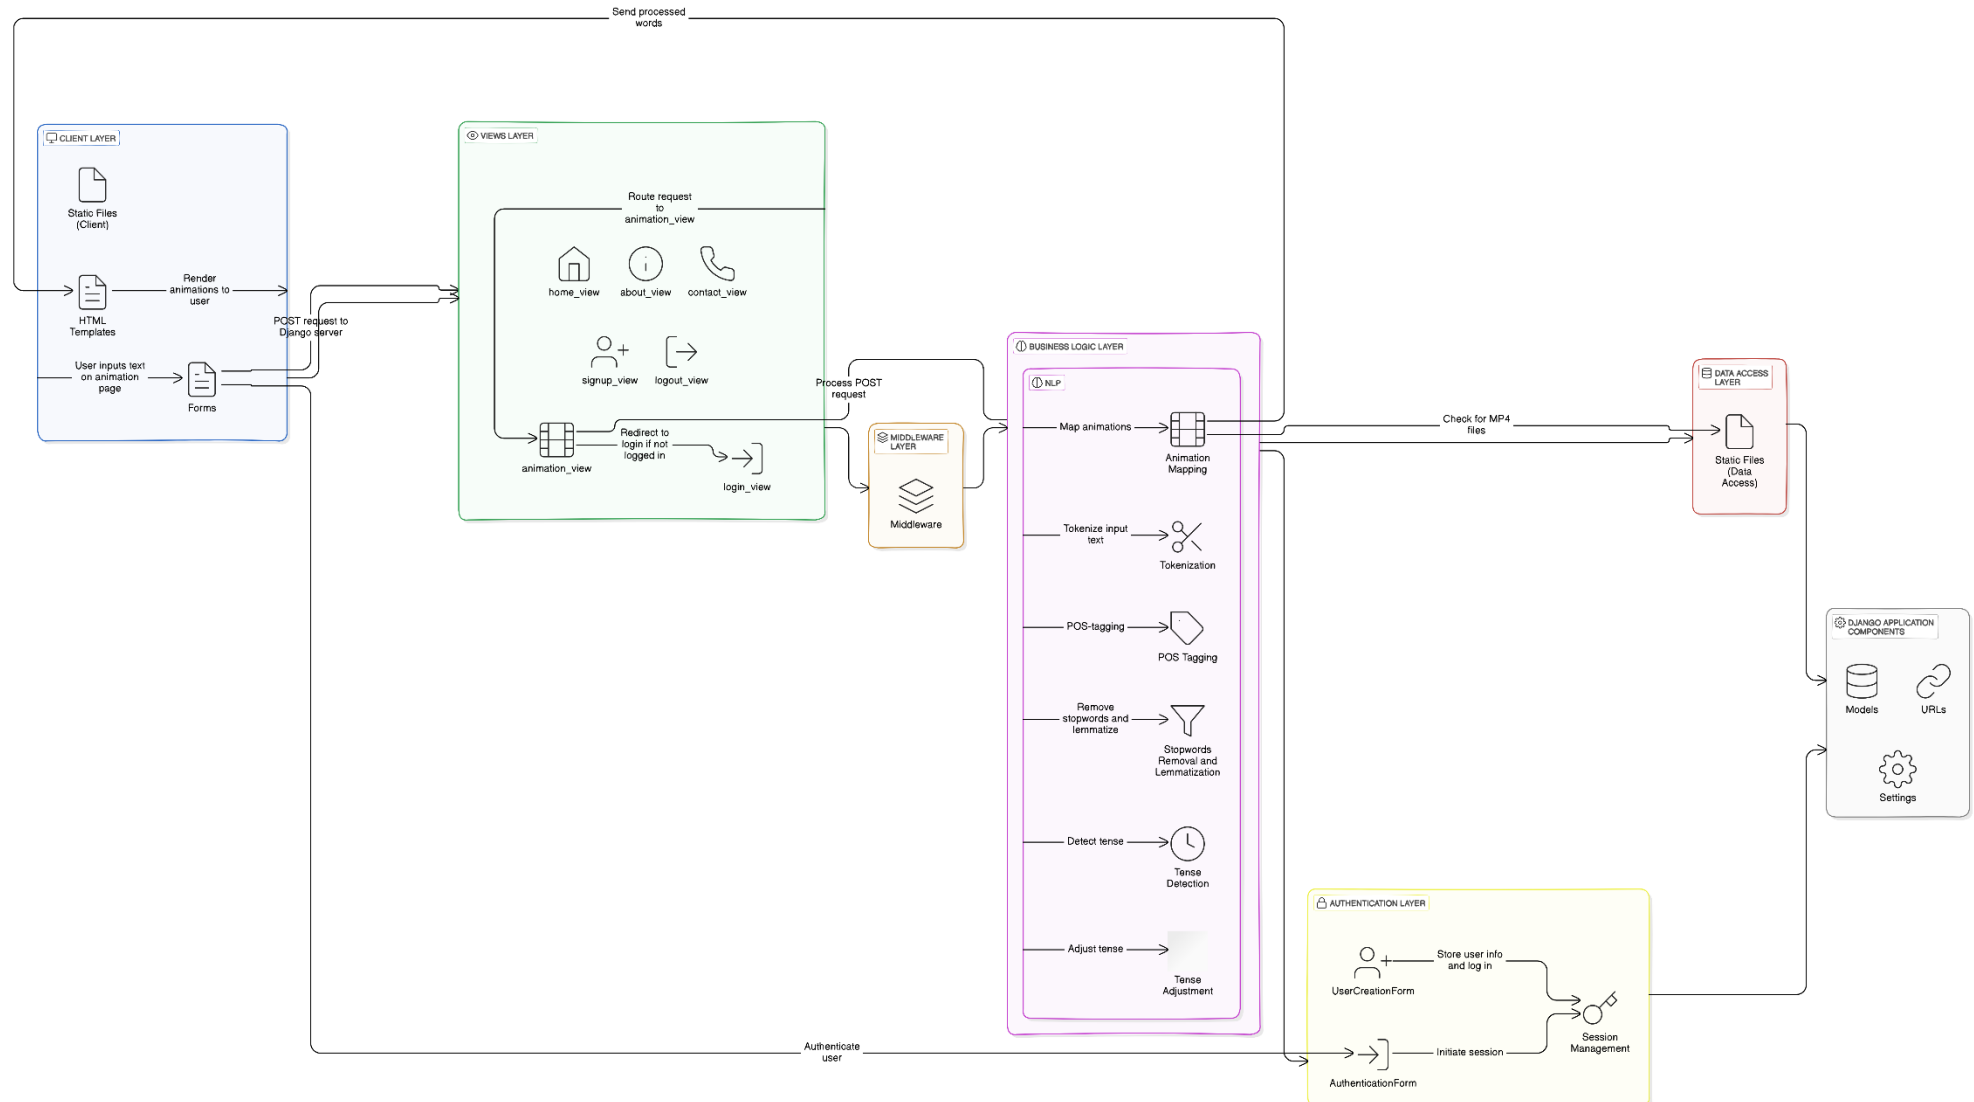 Send processed
words
CLIENT LAYER
Static Files
(Client)
HTML
Templates
Render
animations to
user
User inputs text
on animation
page
Forms
POST request to
Django server
VIEWS LAYER
Route request
to
animation_view
home_view
about_view
contact_view
signup_view
logout_view
animation_view
Redirect to
login if not
logged in
login_view
Process POST
request
MIDDLEWARE
LAYER
Middleware
BUSINESS LOGIC LAYER
NLP
Map animations
Animation
Mapping
Tokenize input
text
Tokenization
POS-tagging
POS Tagging
Remove
stopwords and
lemmatize
Stopwords
Removal and
Lemmatization
Detect tense
Tense
Detection
Adjust tense
Tense
Adjustment
Check for MP4
files
DATA ACCESS
LAYER
Static Files
(Data
Access)
DJANGO APPLICATION
COMPONENTS
Models
URLs
Settings
AUTHENTICATION LAYER
UserCreationForm
Store user info
and log in
Session
Management
Authenticate
user
AuthenticationForm
Initiate session